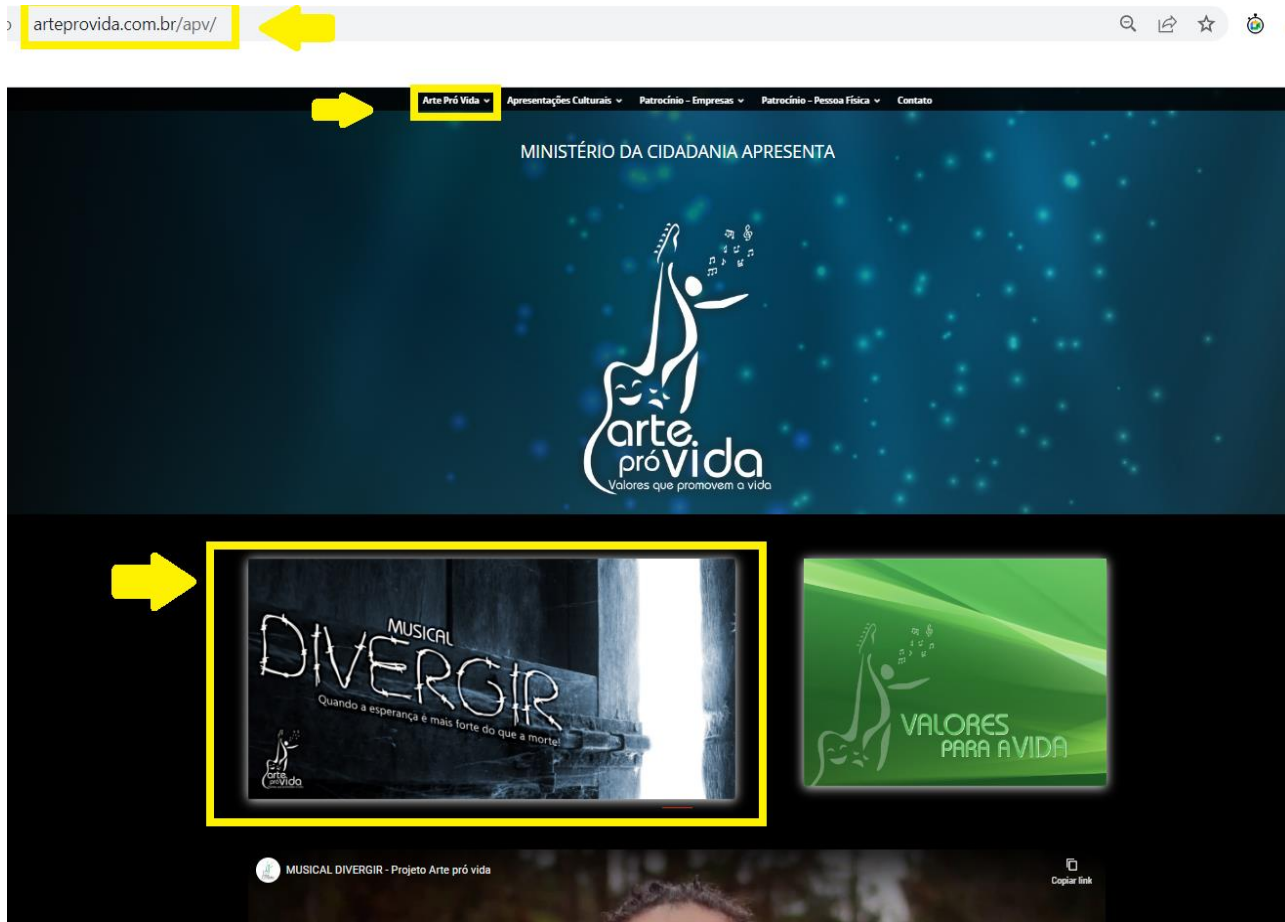 arteprovida.com.br/apv/
Arte Pró Vida Apresentações Culturais Patrocínio – Empresas Patrocínio – Pessoa Física Contato
MINISTÉRIO DA CIDADANIA APRESENTA
arte
pró vida
Valores que promovem a vida
MUSICAL
DIVERGIR
Quando a esperança é mais forte do que a morte!
arte
próvida
VALORES
PARA A VIDA
MUSICAL DIVERGIR - Projeto Arte pró vida
Copiar link